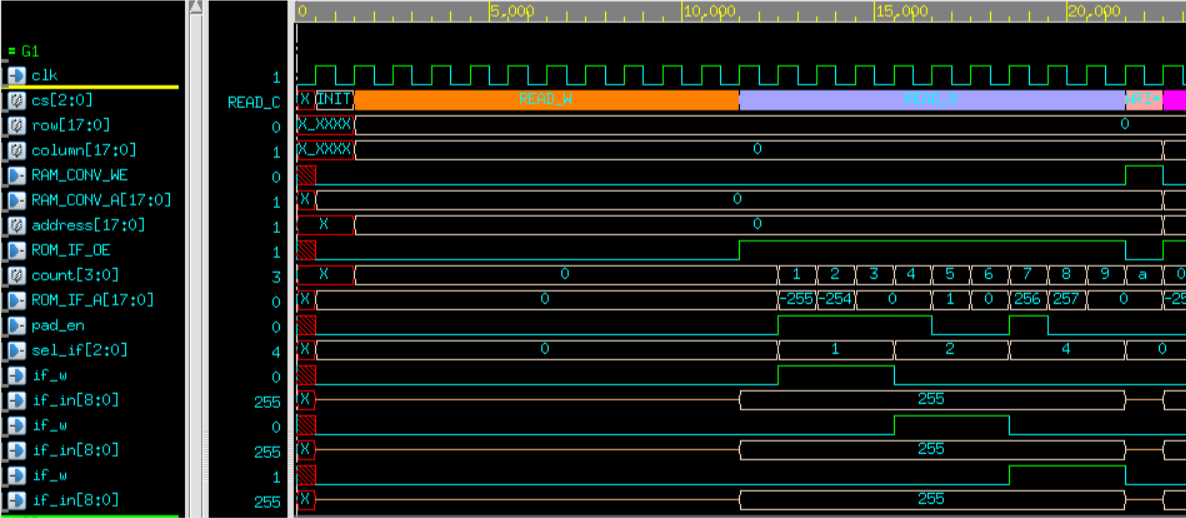 0 5,000 10,000 15,000 20,000
= G1
clk 1
cs[2:0] READ_C X INIT READ_W
row[17:0] 0 X_XXXX 0
column[17:0] 1 X_XXXX 0
RAM_CONV_WE 0
RAM_CONV_A[17:0] 1 X 0
address[17:0] 1 X 0
ROM_IF_OE 1
count[3:0] 3 X 0 1 2 3 4 5 6 7 8 9 a 0
ROM_IF_A[17:0] 0 X 0 -255 -254 0 1 0 256 257 0 -25
pad_en 0
sel_if[2:0] 4 X 0 1 2 4 0
if_w 0
if_in[8:0] 255 X 255
if_w 0
if_in[8:0] 255 X 255
if_w 1
if_in[8:0] 255 X 255